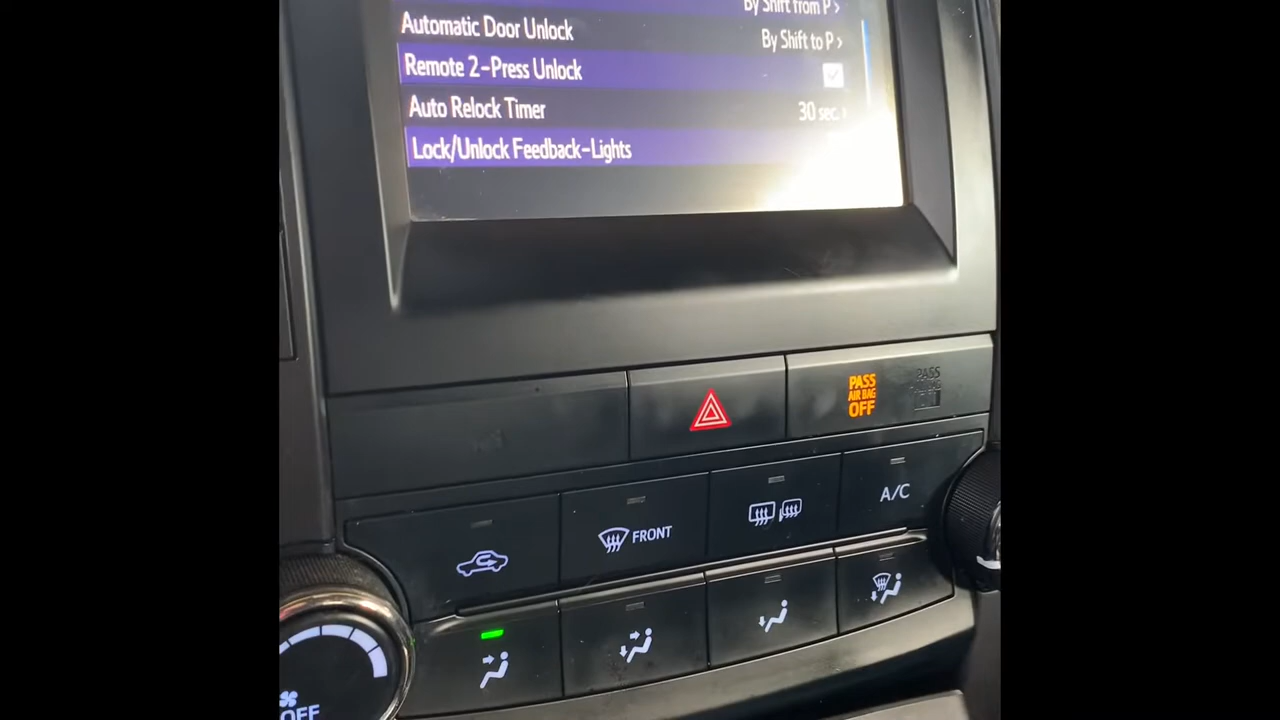 By Shift from P >
Automatic Door Unlock By Shift to P >
Remote 2-Press Unlock
Auto Relock Timer 30 sec. >
Lock/Unlock Feedback-Lights
PASS
AIR BAG
OFF
PASS
FRONT
A/C
OFF